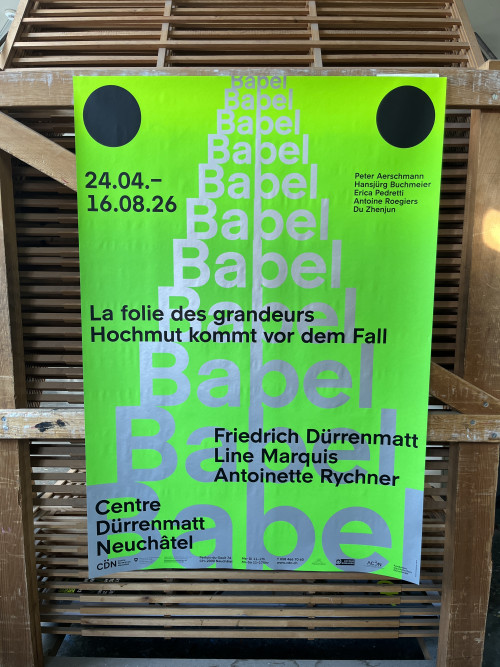 Babel
Babel
Babel
Babel
Babel
Babel
Babel
Babel
Babel
Babel
Babel
24.04.–
16.08.26
Peter Aerschmann
Hansjürg Buchmeier
Erica Pedretti
Antoine Roegiers
Du Zhenjun
La folie des grandeurs
Hochmut kommt vor dem Fall
Friedrich Dürrenmatt
Line Marquis
Antoinette Rychner
Centre
Dürrenmatt
Neuchâtel
CDN